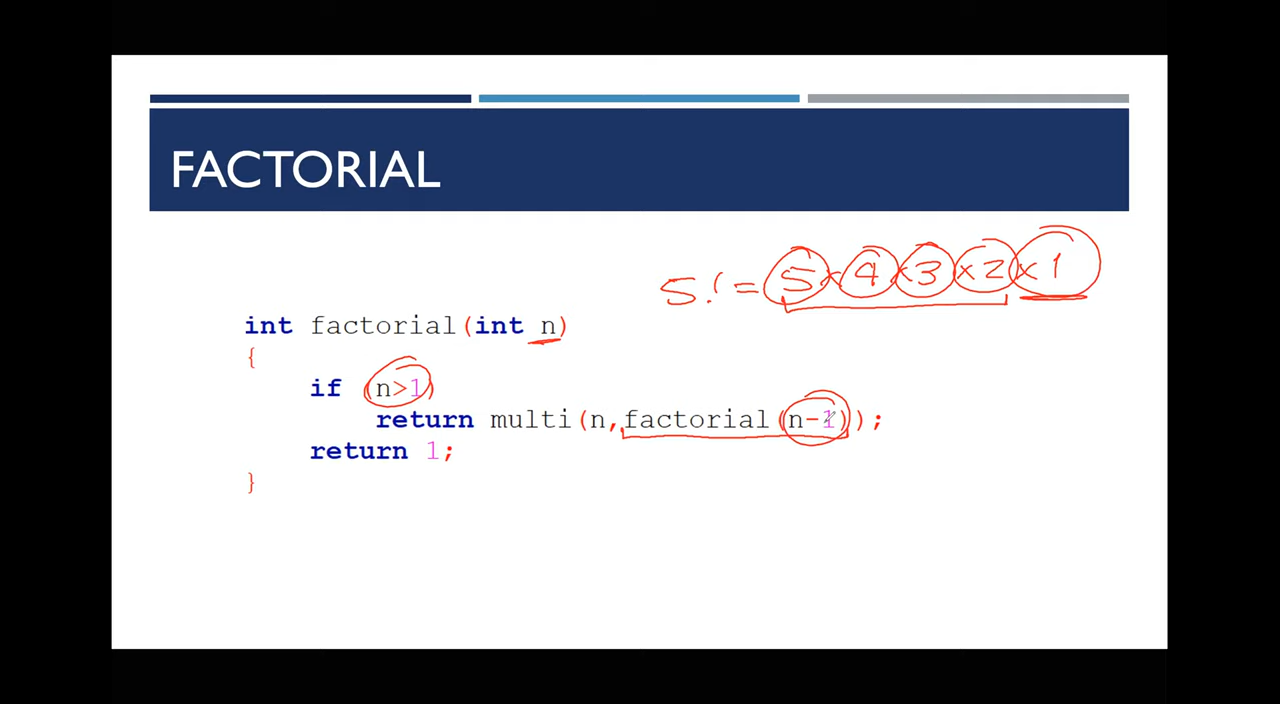 FACTORIAL
5! = 5 × 4 × 3 × 2 × 1
int factorial(int n)
{
if (n>1)
return multi(n,factorial(n-1));
return 1;
}